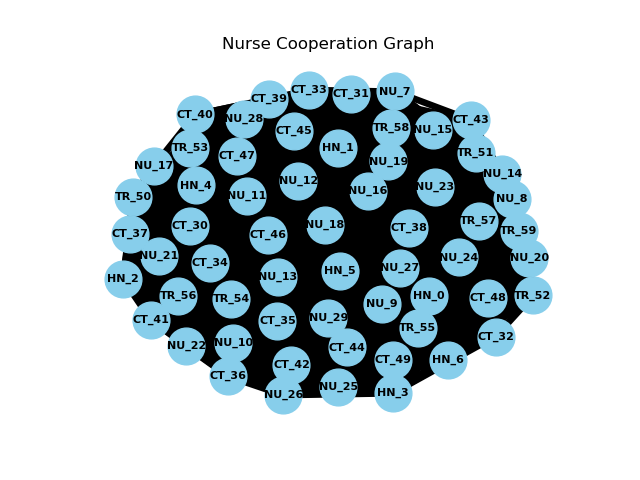 Nurse Cooperation Graph
CT_33
NU_7
CT_31
CT_39
CT_40
NU_28
CT_43
TR_58
NU_15
CT_45
TR_53
HN_1
TR_51
CT_47
NU_19
NU_17
NU_14
NU_12
HN_4
NU_23
NU_16
NU_11
TR_50
NU_8
TR_57
NU_18
CT_30
CT_38
TR_59
CT_37
CT_46
NU_21
NU_24
NU_20
CT_34
NU_27
HN_5
NU_13
HN_2
TR_52
TR_56
HN_0
CT_48
TR_54
NU_9
NU_29
CT_41
CT_35
TR_55
CT_32
NU_10
NU_22
CT_44
CT_49
HN_6
CT_42
CT_36
NU_25
HN_3
NU_26